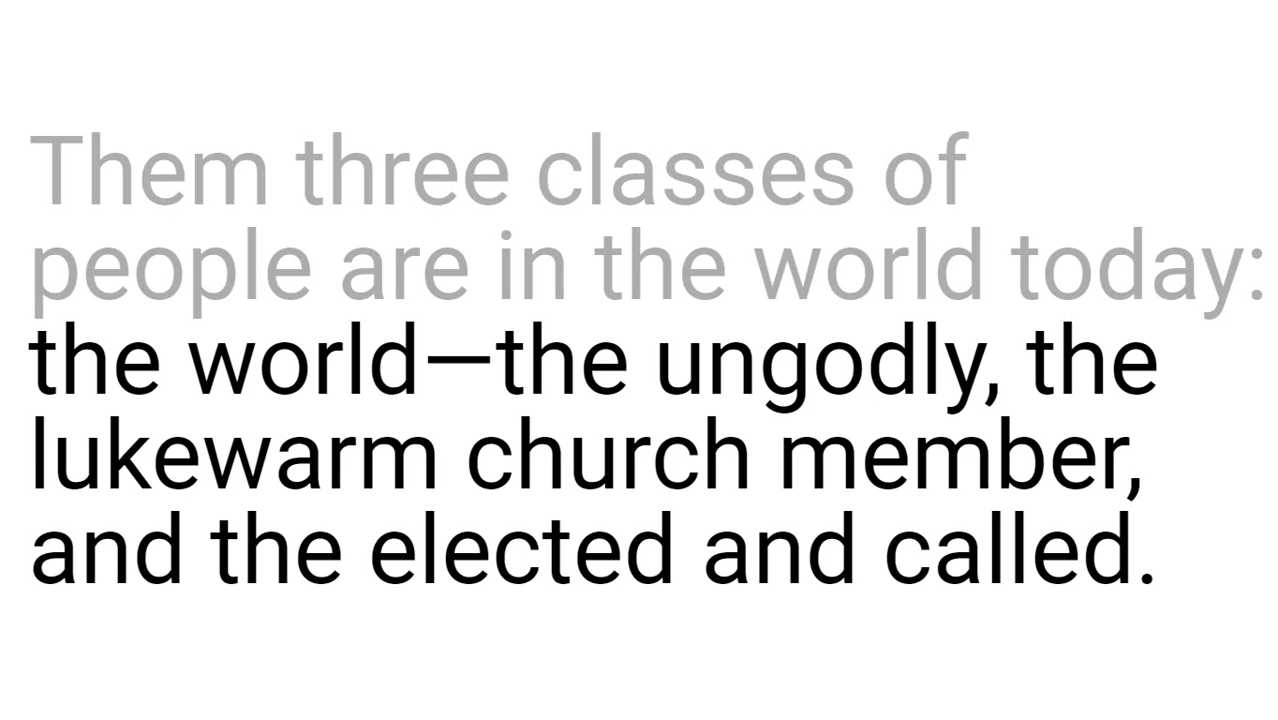 Them three classes of
people are in the world today:
the world—the ungodly, the
lukewarm church member,
and the elected and called.